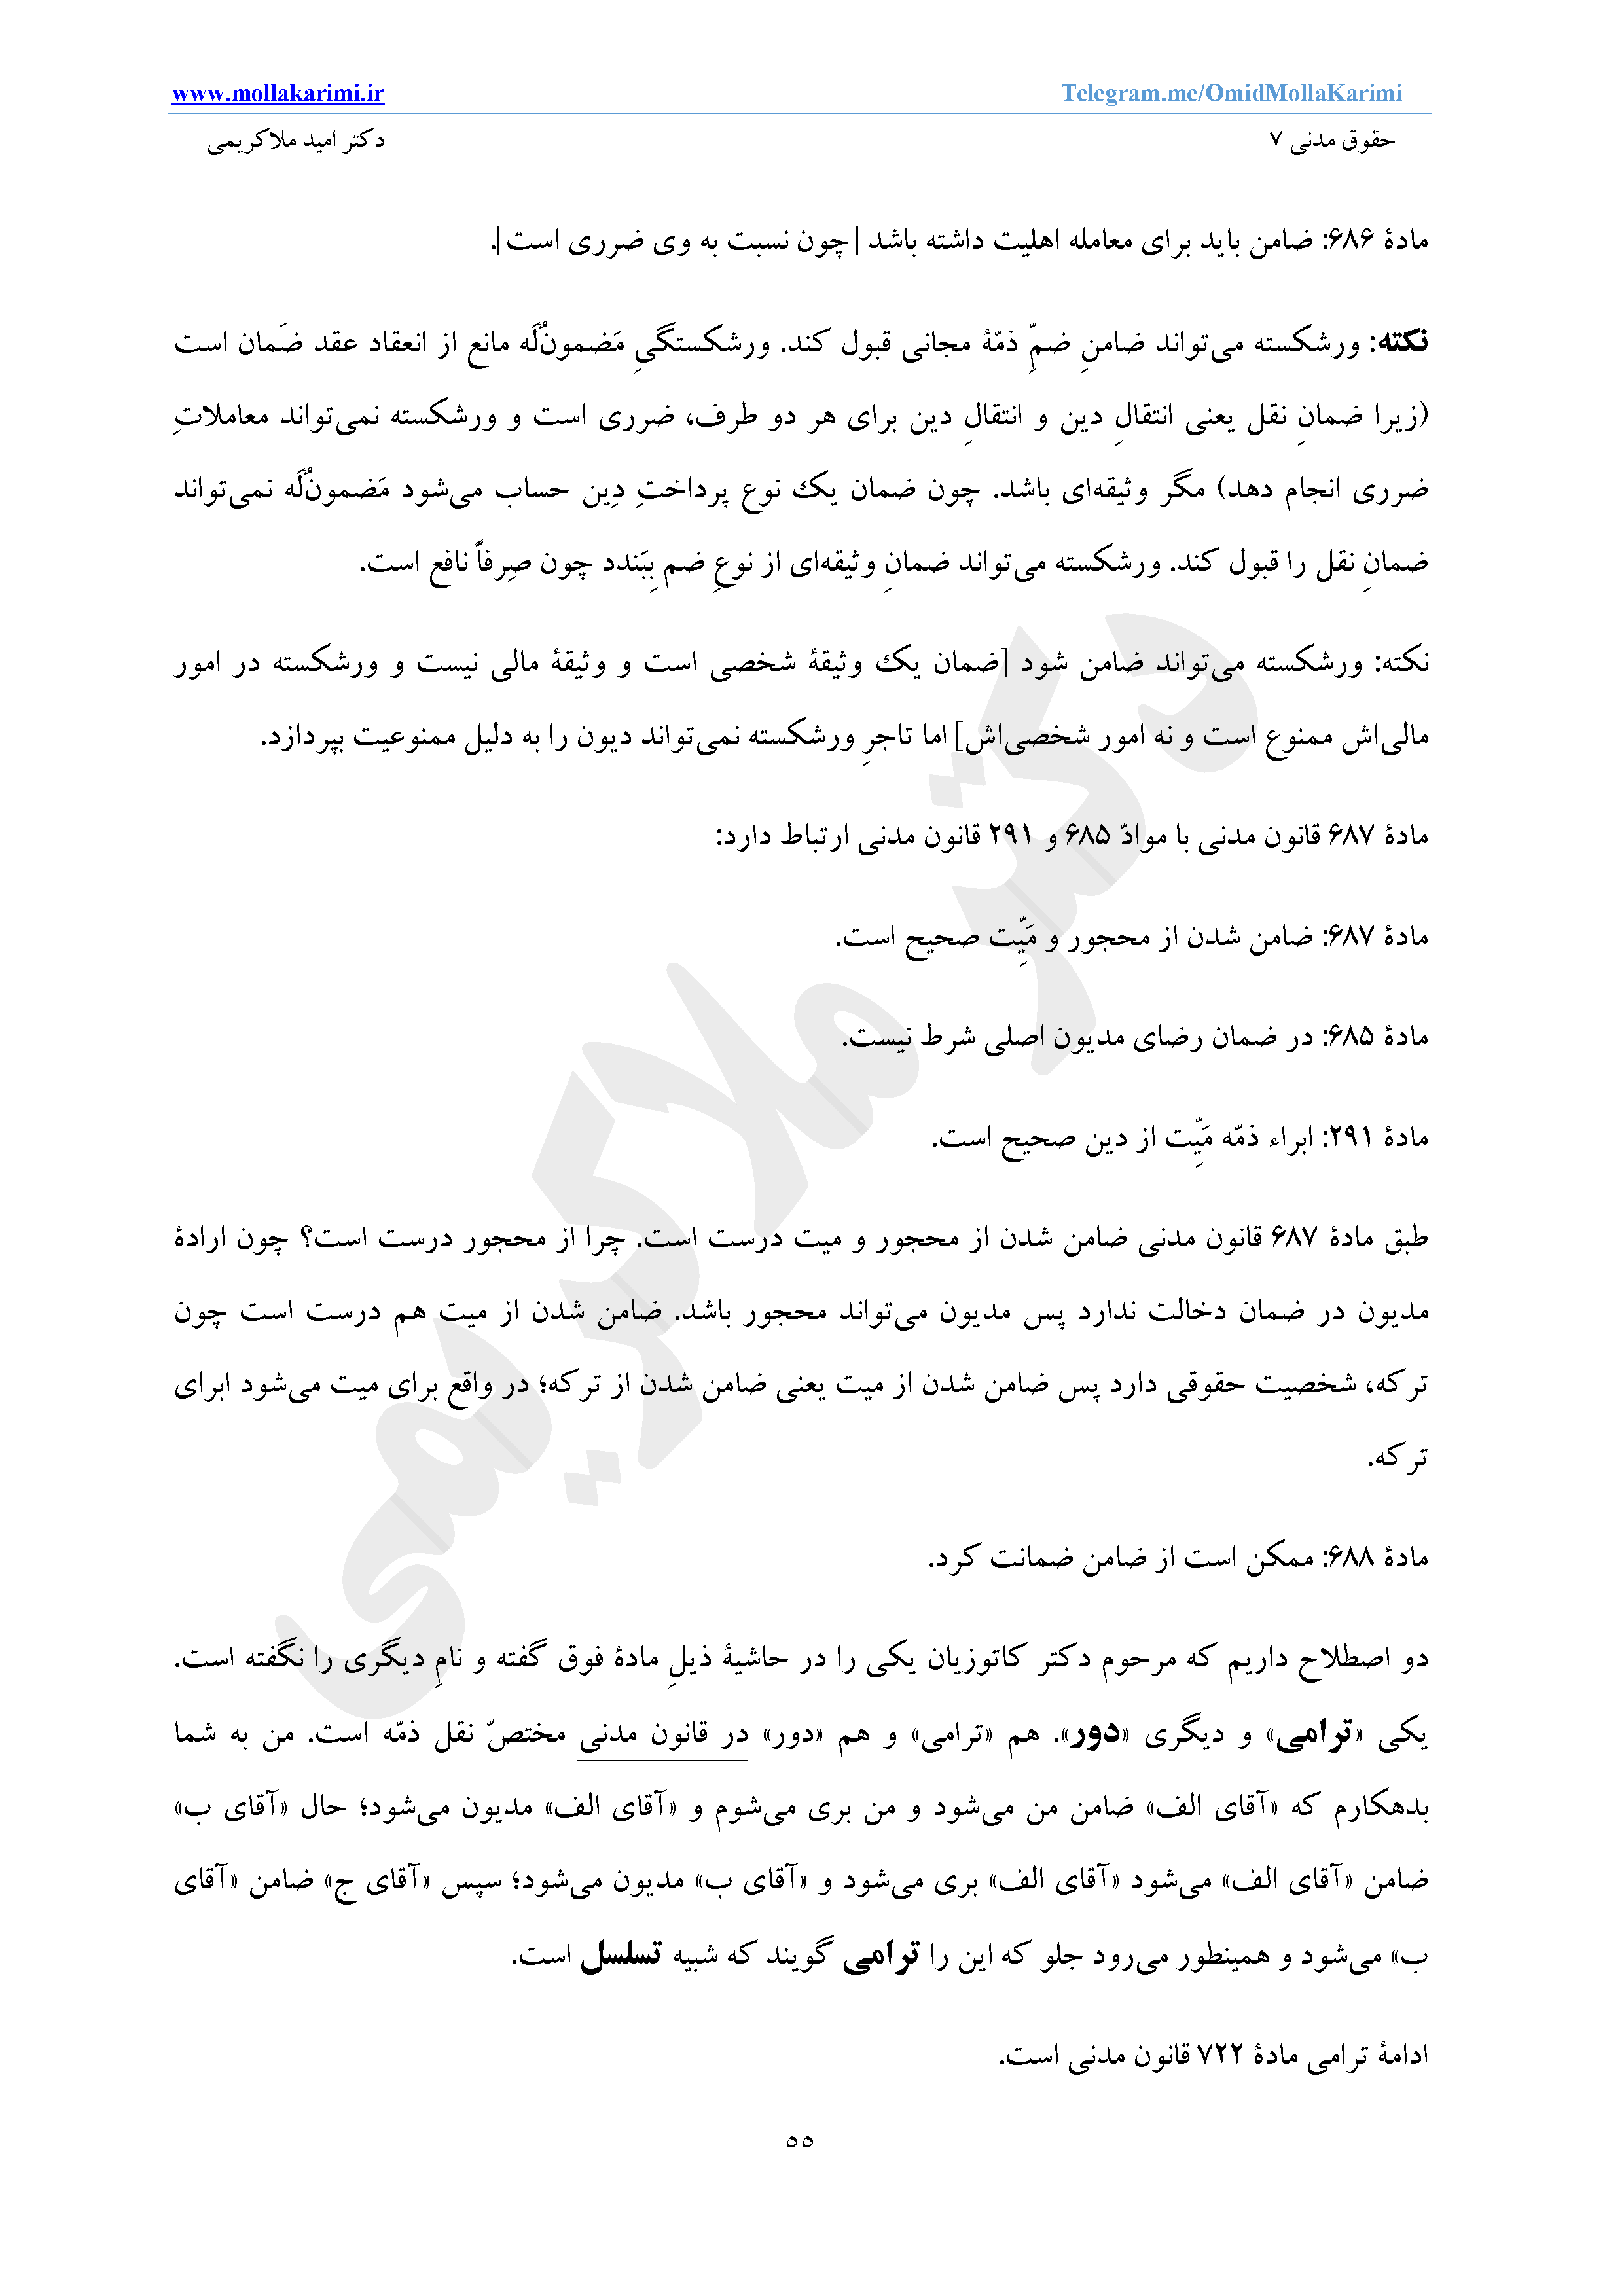 www.mollakarimi.ir Telegram.me/OmidMollaKarimi
حقوق مدنی ۷ دکتر امید ملاکریمی
مادهٔ ۶۸۶: ضامن باید برای معامله اهلیت داشته باشد [چون نسبت به وی ضرری است].
نکته: ورشکسته می‌تواند ضامنِ ضمِّ ذمّهٔ مجانی قبول کند. ورشکستگیِ مَضمونٌ‌لَه مانع از انعقاد عقد ضَمان است
(زیرا ضمانِ نقل یعنی انتقالِ دین و انتقالِ دین برای هر دو طرف، ضرری است و ورشکسته نمی‌تواند معاملاتِ
ضرری انجام دهد) مگر وثیقه‌ای باشد. چون ضمان یک نوع پرداختِ دِین حساب می‌شود مَضمونٌ‌لَه نمی‌تواند
ضمانِ نقل را قبول کند. ورشکسته می‌تواند ضمانِ وثیقه‌ای از نوعِ ضم بِبَندد چون صِرفاً نافع است.
نکته: ورشکسته می‌تواند ضامن شود [ضمان یک وثیقهٔ شخصی است و وثیقهٔ مالی نیست و ورشکسته در امور
مالی‌اش ممنوع است و نه امور شخصی‌اش] اما تاجرِ ورشکسته نمی‌تواند دیون را به دلیل ممنوعیت بپردازد.
مادهٔ ۶۸۷ قانون مدنی با موادّ ۶۸۵ و ۲۹۱ قانون مدنی ارتباط دارد:
مادهٔ ۶۸۷: ضامن شدن از محجور و مَیِّت صحیح است.
مادهٔ ۶۸۵: در ضمان رضای مدیون اصلی شرط نیست.
مادهٔ ۲۹۱: ابراء ذمّه مَیِّت از دین صحیح است.
طبق مادهٔ ۶۸۷ قانون مدنی ضامن شدن از محجور و میت درست است. چرا از محجور درست است؟ چون ارادهٔ
مدیون در ضمان دخالت ندارد پس مدیون می‌تواند محجور باشد. ضامن شدن از میت هم درست است چون
ترکه، شخصیت حقوقی دارد پس ضامن شدن از میت یعنی ضامن شدن از ترکه؛ در واقع برای میت می‌شود ابرای
ترکه.
مادهٔ ۶۸۸: ممکن است از ضامن ضمانت کرد.
دو اصطلاح داریم که مرحوم دکتر کاتوزیان یکی را در حاشیهٔ ذیلِ مادهٔ فوق گفته و نامِ دیگری را نگفته است.
یکی «ترامی» و دیگری «دور». هم «ترامی» و هم «دور» در قانون مدنی مختصّ نقل ذمّه است. من به شما
بدهکارم که «آقای الف» ضامن من می‌شود و من بری می‌شوم و «آقای الف» مدیون می‌شود؛ حال «آقای ب»
ضامن «آقای الف» می‌شود «آقای الف» بری می‌شود و «آقای ب» مدیون می‌شود؛ سپس «آقای ج» ضامن «آقای
ب» می‌شود و همینطور می‌رود جلو که این را ترامی گویند که شبیه تسلسل است.
ادامهٔ ترامی مادهٔ ۷۲۲ قانون مدنی است.
۵۵
دکتر ملاکریمی